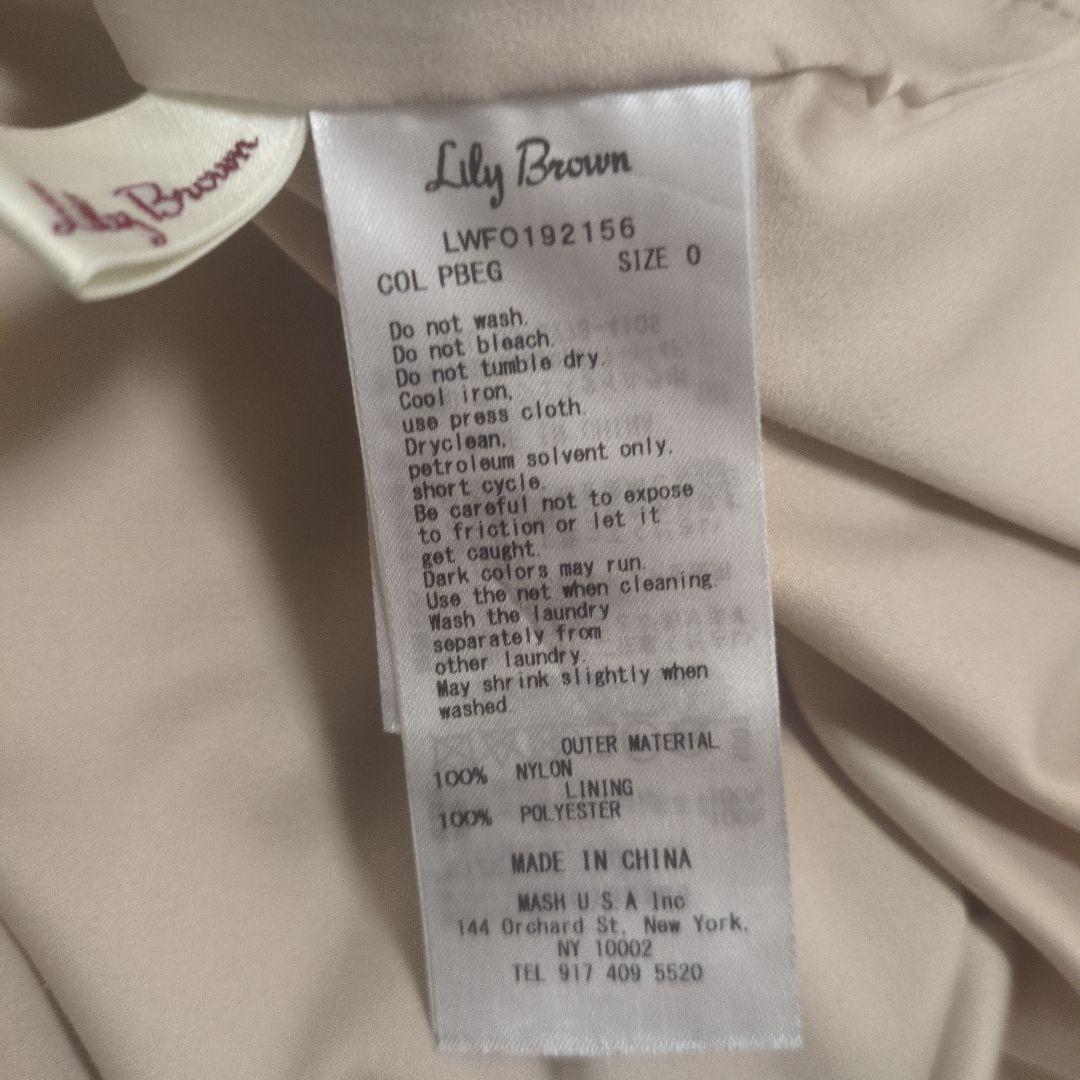 Lily Brown
Lily Brown
LWFO192156
COL PBEG SIZE 0
Do not wash.
Do not bleach.
Do not tumble dry.
Cool iron.
use press cloth.
Dryclean.
petroleum solvent only.
short cycle.
Be careful not to expose
to friction or let it
get caught.
Dark colors may run.
Use the net when cleaning.
Wash the laundry
separately from
other laundry.
May shrink slightly when
washed.
OUTER MATERIAL
100% NYLON
LINING
100% POLYESTER
MADE IN CHINA
MASH U S A Inc
144 Orchard St. New York.
NY 10002
TEL 917 409 5520